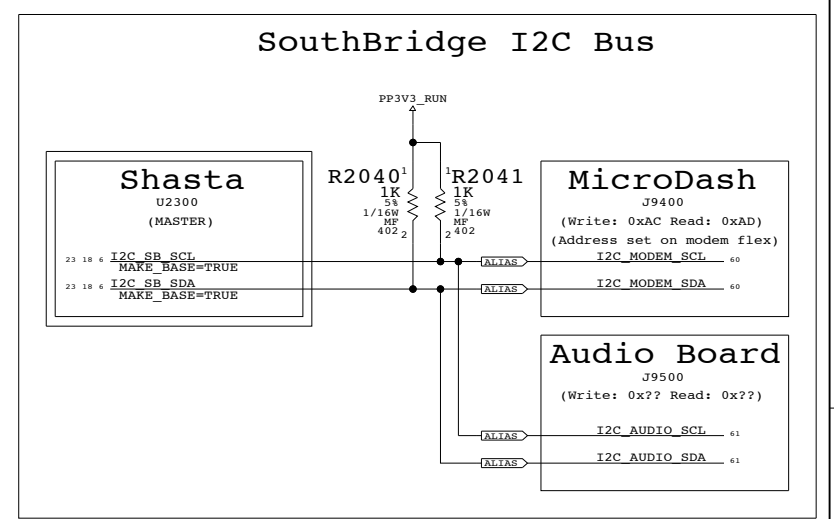 SouthBridge I2C Bus
PP3V3_RUN
Shasta
U2300
(MASTER)
23 18 6 I2C_SB_SCL
MAKE_BASE=TRUE
23 18 6 I2C_SB_SDA
MAKE_BASE=TRUE
R2040 1
1K
5%
1/16W
MF
402 2
1 R2041
1K
5%
1/16W
MF
2 402
MicroDash
J9400
(Write: 0xAC Read: 0xAD)
(Address set on modem flex)
ALIAS I2C_MODEM_SCL 60
ALIAS I2C_MODEM_SDA 60
Audio Board
J9500
(Write: 0x?? Read: 0x??)
ALIAS I2C_AUDIO_SCL 61
ALIAS I2C_AUDIO_SDA 61